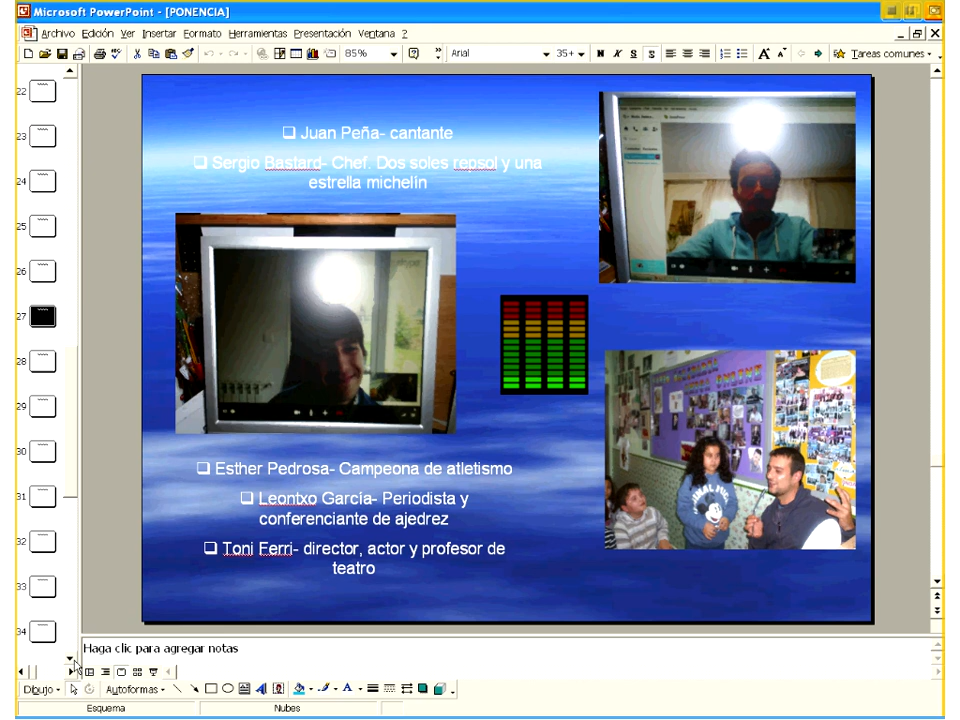 Microsoft PowerPoint - [PONENCIA]
Archivo Edición Ver Insertar Formato Herramientas Presentación Ventana ?
85% Arial 35+ N K S S Tareas comunes
22
23
24
25
26
27
28
29
30
31
32
33
34
Juan Peña- cantante
Sergio Bastard- Chef. Dos soles repsol y una
estrella michelín
Esther Pedrosa- Campeona de atletismo
Leontxo García- Periodista y
conferenciante de ajedrez
Toni Ferri- director, actor y profesor de
teatro
Haga clic para agregar notas
Dibujo Autoformas
Esquema Nubes